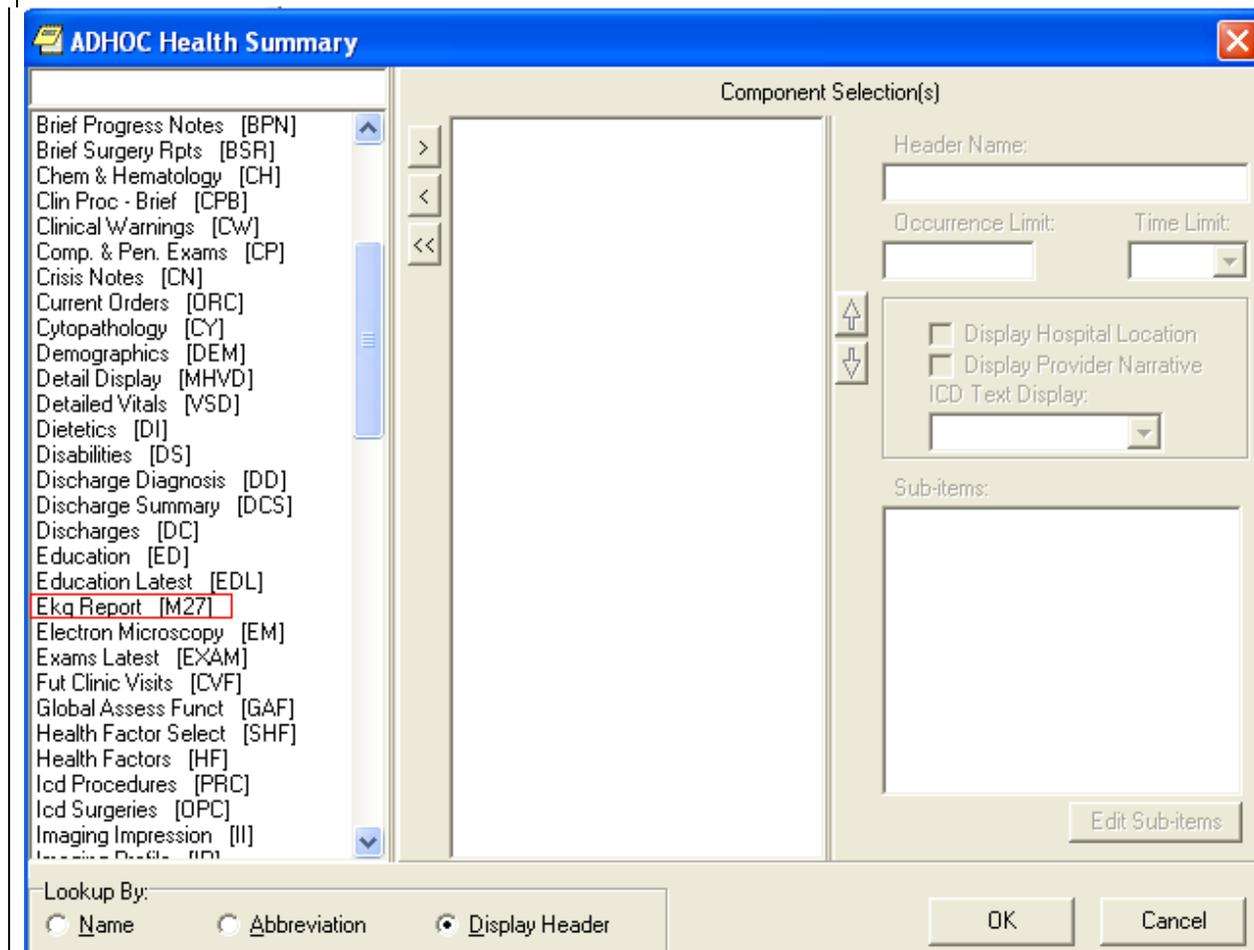 ADHOC Health Summary
Component Selection(s)
Brief Progress Notes [BPN]
Brief Surgery Rpts [BSR]
Chem & Hematology [CH]
Clin Proc - Brief [CPB]
Clinical Warnings [CW]
Comp. & Pen. Exams [CP]
Crisis Notes [CN]
Current Orders [ORC]
Cytopathology [CY]
Demographics [DEM]
Detail Display [MHVD]
Detailed Vitals [VSD]
Dietetics [DI]
Disabilities [DS]
Discharge Diagnosis [DD]
Discharge Summary [DCS]
Discharges [DC]
Education [ED]
Education Latest [EDL]
Ekg Report [M27]
Electron Microscopy [EM]
Exams Latest [EXAM]
Fut Clinic Visits [CVF]
Global Assess Funct [GAF]
Health Factor Select [SHF]
Health Factors [HF]
Icd Procedures [PRC]
Icd Surgeries [OPC]
Imaging Impression [II]
>
<
<<
Header Name:
Occurrence Limit: Time Limit:
Display Hospital Location
Display Provider Narrative
ICD Text Display:
Sub-items:
Edit Sub-items
Lookup By:
Name Abbreviation Display Header
OK Cancel